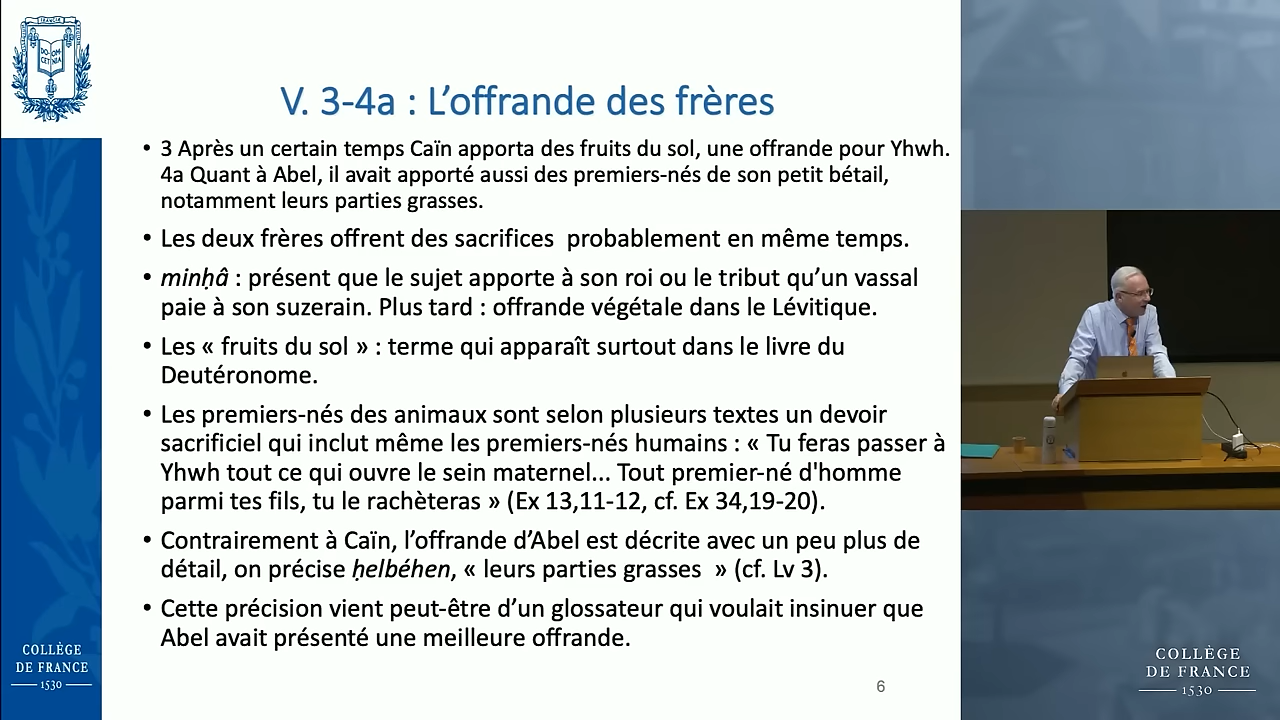 V. 3-4a : L’offrande des frères
• 3 Après un certain temps Caïn apporta des fruits du sol, une offrande pour Yhwh.
4a Quant à Abel, il avait apporté aussi des premiers-nés de son petit bétail,
notamment leurs parties grasses.
• Les deux frères offrent des sacrifices  probablement en même temps.
• minḥâ : présent que le sujet apporte à son roi ou le tribut qu’un vassal
paie à son suzerain. Plus tard : offrande végétale dans le Lévitique.
• Les « fruits du sol » : terme qui apparaît surtout dans le livre du
Deutéronome.
• Les premiers-nés des animaux sont selon plusieurs textes un devoir
sacrificiel qui inclut même les premiers-nés humains : « Tu feras passer à
Yhwh tout ce qui ouvre le sein maternel... Tout premier-né d'homme
parmi tes fils, tu le rachèteras » (Ex 13,11-12, cf. Ex 34,19-20).
• Contrairement à Caïn, l’offrande d’Abel est décrite avec un peu plus de
détail, on précise ḥelbéhen, « leurs parties grasses  » (cf. Lv 3).
• Cette précision vient peut-être d’un glossateur qui voulait insinuer que
Abel avait présenté une meilleure offrande.
6
COLLÈGE
DE FRANCE
1530
COLLÈGE
DE FRANCE
1530